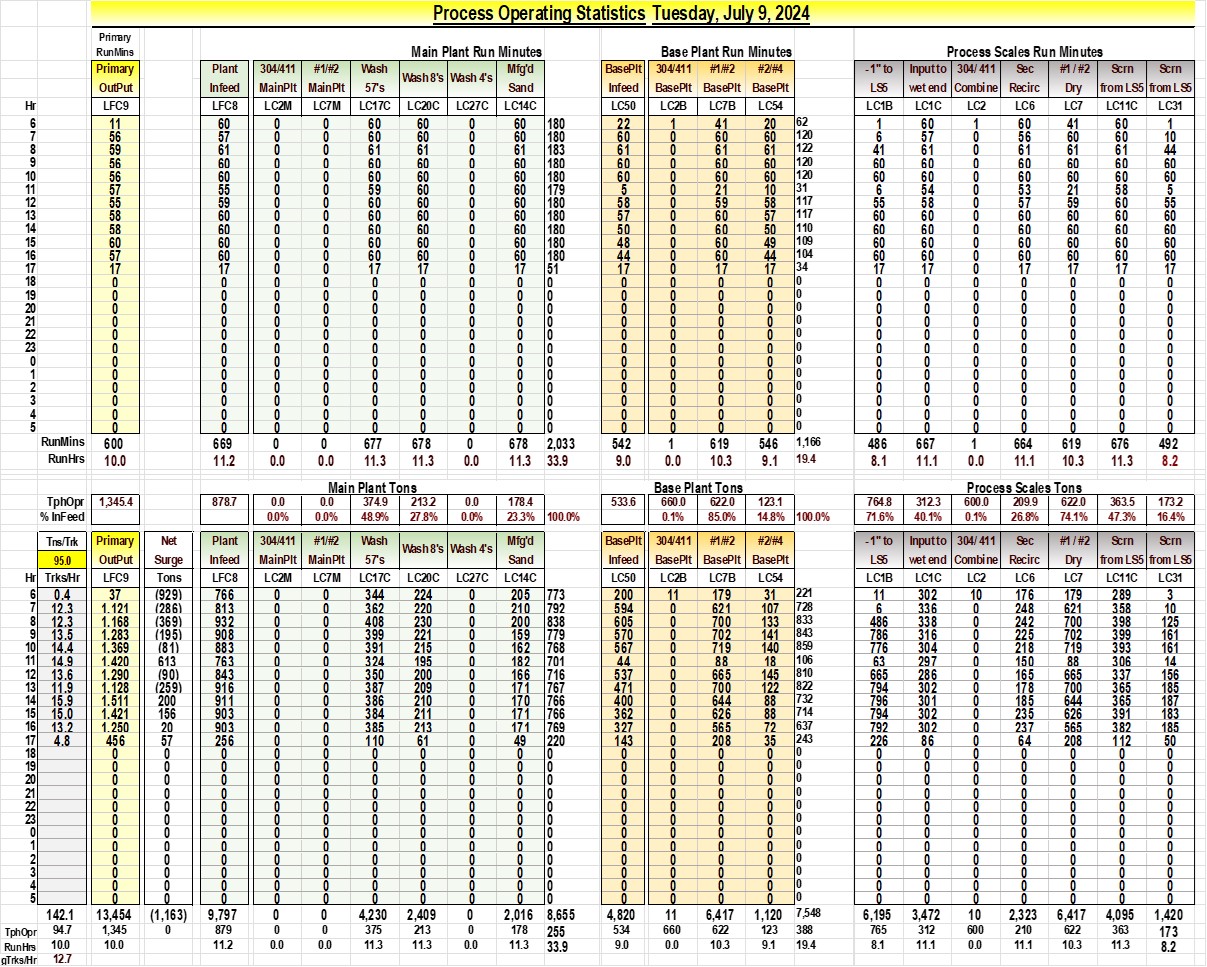 Process Operating Statistics Tuesday, July 9, 2024
Primary
RunMins Main Plant Run Minutes Base Plant Run Minutes Process Scales Run Minutes
Primary Plant 304/411 #1/#2 Wash Wash 8's Wash 4's Mfg'd BasePlt 304/411 #1/#2 #2/#4 -1" to Input to 304/ 411 Sec #1 / #2 Scrn Scrn
OutPut Infeed MainPlt MainPlt 57's Sand Infeed BasePlt BasePlt BasePlt LS5 wet end Combine Recirc Dry from LS5 from LS5
Hr LFC9 LFC8 LC2M LC7M LC17C LC20C LC27C LC14C LC50 LC2B LC7B LC54 LC1B LC1C LC2 LC6 LC7 LC11C LC31
6 11 60 0 0 60 60 0 60 180 22 1 41 20 62 1 60 1 60 41 60 1
7 56 57 0 0 60 60 0 60 180 60 0 60 60 120 6 57 0 56 60 60 10
8 59 61 0 0 61 61 0 61 183 61 0 61 61 122 41 61 0 61 61 61 44
9 56 60 0 0 60 60 0 60 180 60 0 60 60 120 60 60 0 60 60 60 60
10 56 60 0 0 60 60 0 60 180 60 0 60 60 120 60 60 0 60 60 60 60
11 57 55 0 0 59 60 0 60 179 5 0 21 10 31 6 54 0 53 21 58 5
12 55 59 0 0 60 60 0 60 180 58 0 59 58 117 55 58 0 57 59 60 55
13 58 60 0 0 60 60 0 60 180 57 0 60 57 117 60 60 0 60 60 60 60
14 58 60 0 0 60 60 0 60 180 50 0 60 50 110 60 60 0 60 60 60 60
15 60 60 0 0 60 60 0 60 180 48 0 60 49 109 60 60 0 60 60 60 60
16 57 60 0 0 60 60 0 60 180 44 0 60 44 104 60 60 0 60 60 60 60
17 17 17 0 0 17 17 0 17 51 17 0 17 17 34 17 17 0 17 17 17 17
18 0 0 0 0 0 0 0 0 0 0 0 0 0 0 0 0 0 0 0 0 0
19 0 0 0 0 0 0 0 0 0 0 0 0 0 0 0 0 0 0 0 0 0
20 0 0 0 0 0 0 0 0 0 0 0 0 0 0 0 0 0 0 0 0 0
21 0 0 0 0 0 0 0 0 0 0 0 0 0 0 0 0 0 0 0 0 0
22 0 0 0 0 0 0 0 0 0 0 0 0 0 0 0 0 0 0 0 0 0
23 0 0 0 0 0 0 0 0 0 0 0 0 0 0 0 0 0 0 0 0 0
0 0 0 0 0 0 0 0 0 0 0 0 0 0 0 0 0 0 0 0 0 0
1 0 0 0 0 0 0 0 0 0 0 0 0 0 0 0 0 0 0 0 0 0
2 0 0 0 0 0 0 0 0 0 0 0 0 0 0 0 0 0 0 0 0 0
3 0 0 0 0 0 0 0 0 0 0 0 0 0 0 0 0 0 0 0 0 0
4 0 0 0 0 0 0 0 0 0 0 0 0 0 0 0 0 0 0 0 0 0
5 0 0 0 0 0 0 0 0 0 0 0 0 0 0 0 0 0 0 0 0 0
RunMins 600 669 0 0 677 678 0 678 2,033 542 1 619 546 1,166 486 667 1 664 619 676 492
RunHrs 10.0 11.2 0.0 0.0 11.3 11.3 0.0 11.3 33.9 9.0 0.0 10.3 9.1 19.4 8.1 11.1 0.0 11.1 10.3 11.3 8.2
Main Plant Tons Base Plant Tons Process Scales Tons
TphOpr 1,345.4 878.7 0.0 0.0 374.9 213.2 0.0 178.4 533.6 660.0 622.0 123.1 764.8 312.3 600.0 209.9 622.0 363.5 173.2
% InFeed 0.0% 0.0% 48.9% 27.8% 0.0% 23.3% 100.0% 0.1% 85.0% 14.8% 100.0% 71.6% 40.1% 0.1% 26.8% 74.1% 47.3% 16.4%
Tns/Trk Primary Net Plant 304/411 #1/#2 Wash Wash 8's Wash 4's Mfg'd BasePlt 304/411 #1/#2 #2/#4 -1" to Input to 304/ 411 Sec #1 / #2 Scrn Scrn
95.0 OutPut Surge Infeed MainPlt MainPlt 57's Sand Infeed BasePlt BasePlt BasePlt LS5 wet end Combine Recirc Dry from LS5 from LS5
Hr Trks/Hr LFC9 Tons LFC8 LC2M LC7M LC17C LC20C LC27C LC14C LC50 LC2B LC7B LC54 LC1B LC1C LC2 LC6 LC7 LC11C LC31
6 0.4 37 (929) 766 0 0 344 224 0 205 773 200 11 179 31 221 11 302 10 176 179 289 3
7 12.3 1.121 (286) 813 0 0 362 220 0 210 792 594 0 621 107 728 6 336 0 248 621 358 10
8 12.3 1.168 (369) 932 0 0 408 230 0 200 838 605 0 700 133 833 486 338 0 242 700 398 125
9 13.5 1.283 (195) 908 0 0 399 221 0 159 779 570 0 702 141 843 786 316 0 225 702 399 161
10 14.4 1.369 (81) 883 0 0 391 215 0 162 768 567 0 719 140 859 776 304 0 218 719 393 161
11 14.9 1.420 613 763 0 0 324 195 0 182 701 44 0 88 18 106 63 297 0 150 88 306 14
12 13.6 1.290 (90) 843 0 0 350 200 0 166 716 537 0 665 145 810 665 286 0 165 665 337 156
13 11.9 1.128 (259) 916 0 0 387 209 0 171 767 471 0 700 122 822 794 302 0 178 700 365 185
14 15.9 1.511 200 911 0 0 386 210 0 170 766 400 0 644 88 732 796 301 0 185 644 365 187
15 15.0 1.421 156 903 0 0 384 211 0 171 766 362 0 626 88 714 794 302 0 235 626 391 183
16 13.2 1.250 20 903 0 0 385 213 0 171 769 327 0 565 72 637 792 302 0 237 565 382 185
17 4.8 456 57 256 0 0 110 61 0 49 220 143 0 208 35 243 226 86 0 64 208 112 50
18 0 0 0 0 0 0 0 0 0 0 0 0 0 0 0 0 0 0 0 0 0 0
19 0 0 0 0 0 0 0 0 0 0 0 0 0 0 0 0 0 0 0 0 0 0
20 0 0 0 0 0 0 0 0 0 0 0 0 0 0 0 0 0 0 0 0 0 0
21 0 0 0 0 0 0 0 0 0 0 0 0 0 0 0 0 0 0 0 0 0 0
22 0 0 0 0 0 0 0 0 0 0 0 0 0 0 0 0 0 0 0 0 0 0
23 0 0 0 0 0 0 0 0 0 0 0 0 0 0 0 0 0 0 0 0 0 0
0 0 0 0 0 0 0 0 0 0 0 0 0 0 0 0 0 0 0 0 0 0 0
1 0 0 0 0 0 0 0 0 0 0 0 0 0 0 0 0 0 0 0 0 0 0
2 0 0 0 0 0 0 0 0 0 0 0 0 0 0 0 0 0 0 0 0 0 0
3 0 0 0 0 0 0 0 0 0 0 0 0 0 0 0 0 0 0 0 0 0 0
4 0 0 0 0 0 0 0 0 0 0 0 0 0 0 0 0 0 0 0 0 0 0
5 0 0 0 0 0 0 0 0 0 0 0 0 0 0 0 0 0 0 0 0 0 0
142.1 13,454 (1,163) 9,797 0 0 4,230 2,409 0 2,016 8,655 4,820 11 6,417 1,120 7,548 6,195 3,472 10 2,323 6,417 4,095 1,420
TphOpr 94.7 1,345 0 879 0 0 375 213 0 178 255 534 660 622 123 388 765 312 600 210 622 363 173
RunHrs 10.0 10.0 11.2 0.0 0.0 11.3 11.3 0.0 11.3 33.9 9.0 0.0 10.3 9.1 19.4 8.1 11.1 0.0 11.1 10.3 11.3 8.2
gTrks/Hr 12.7